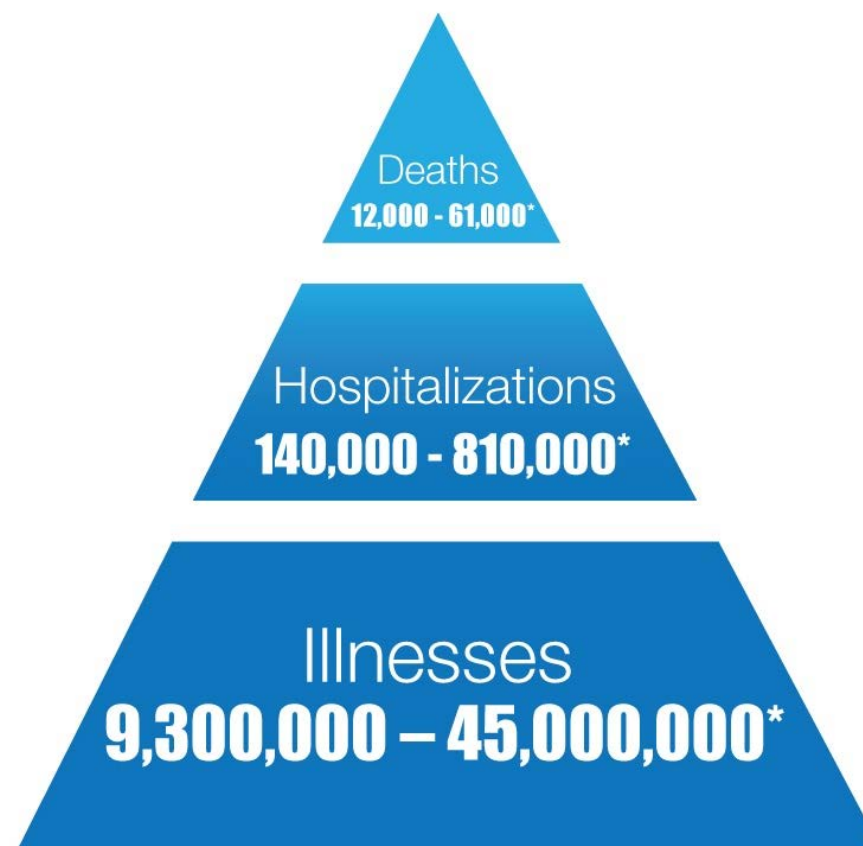 Deaths
12,000 - 61,000*
Hospitalizations
140,000 - 810,000*
Illnesses
9,300,000 – 45,000,000*